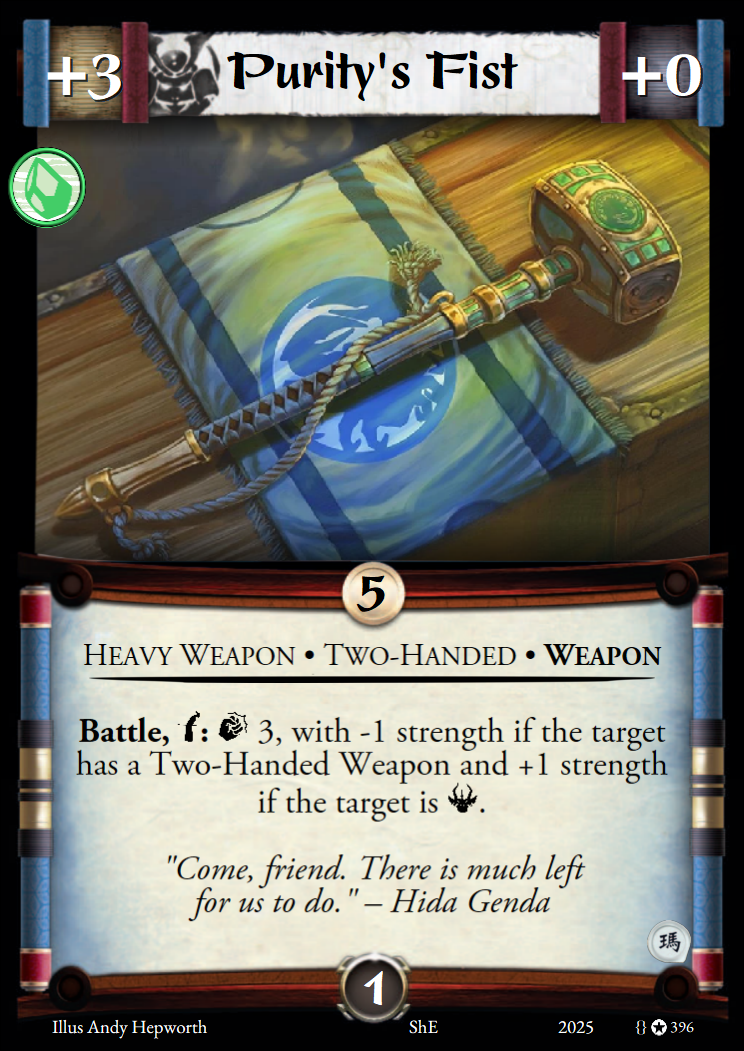 +3 Purity's Fist +0
5
Heavy Weapon • Two-Handed • Weapon
Battle, : 3, with -1 strength if the target
has a Two-Handed Weapon and +1 strength
if the target is .
"Come, friend. There is much left
for us to do." – Hida Genda
瑪
1
Illus Andy Hepworth ShE 2025 {} 396